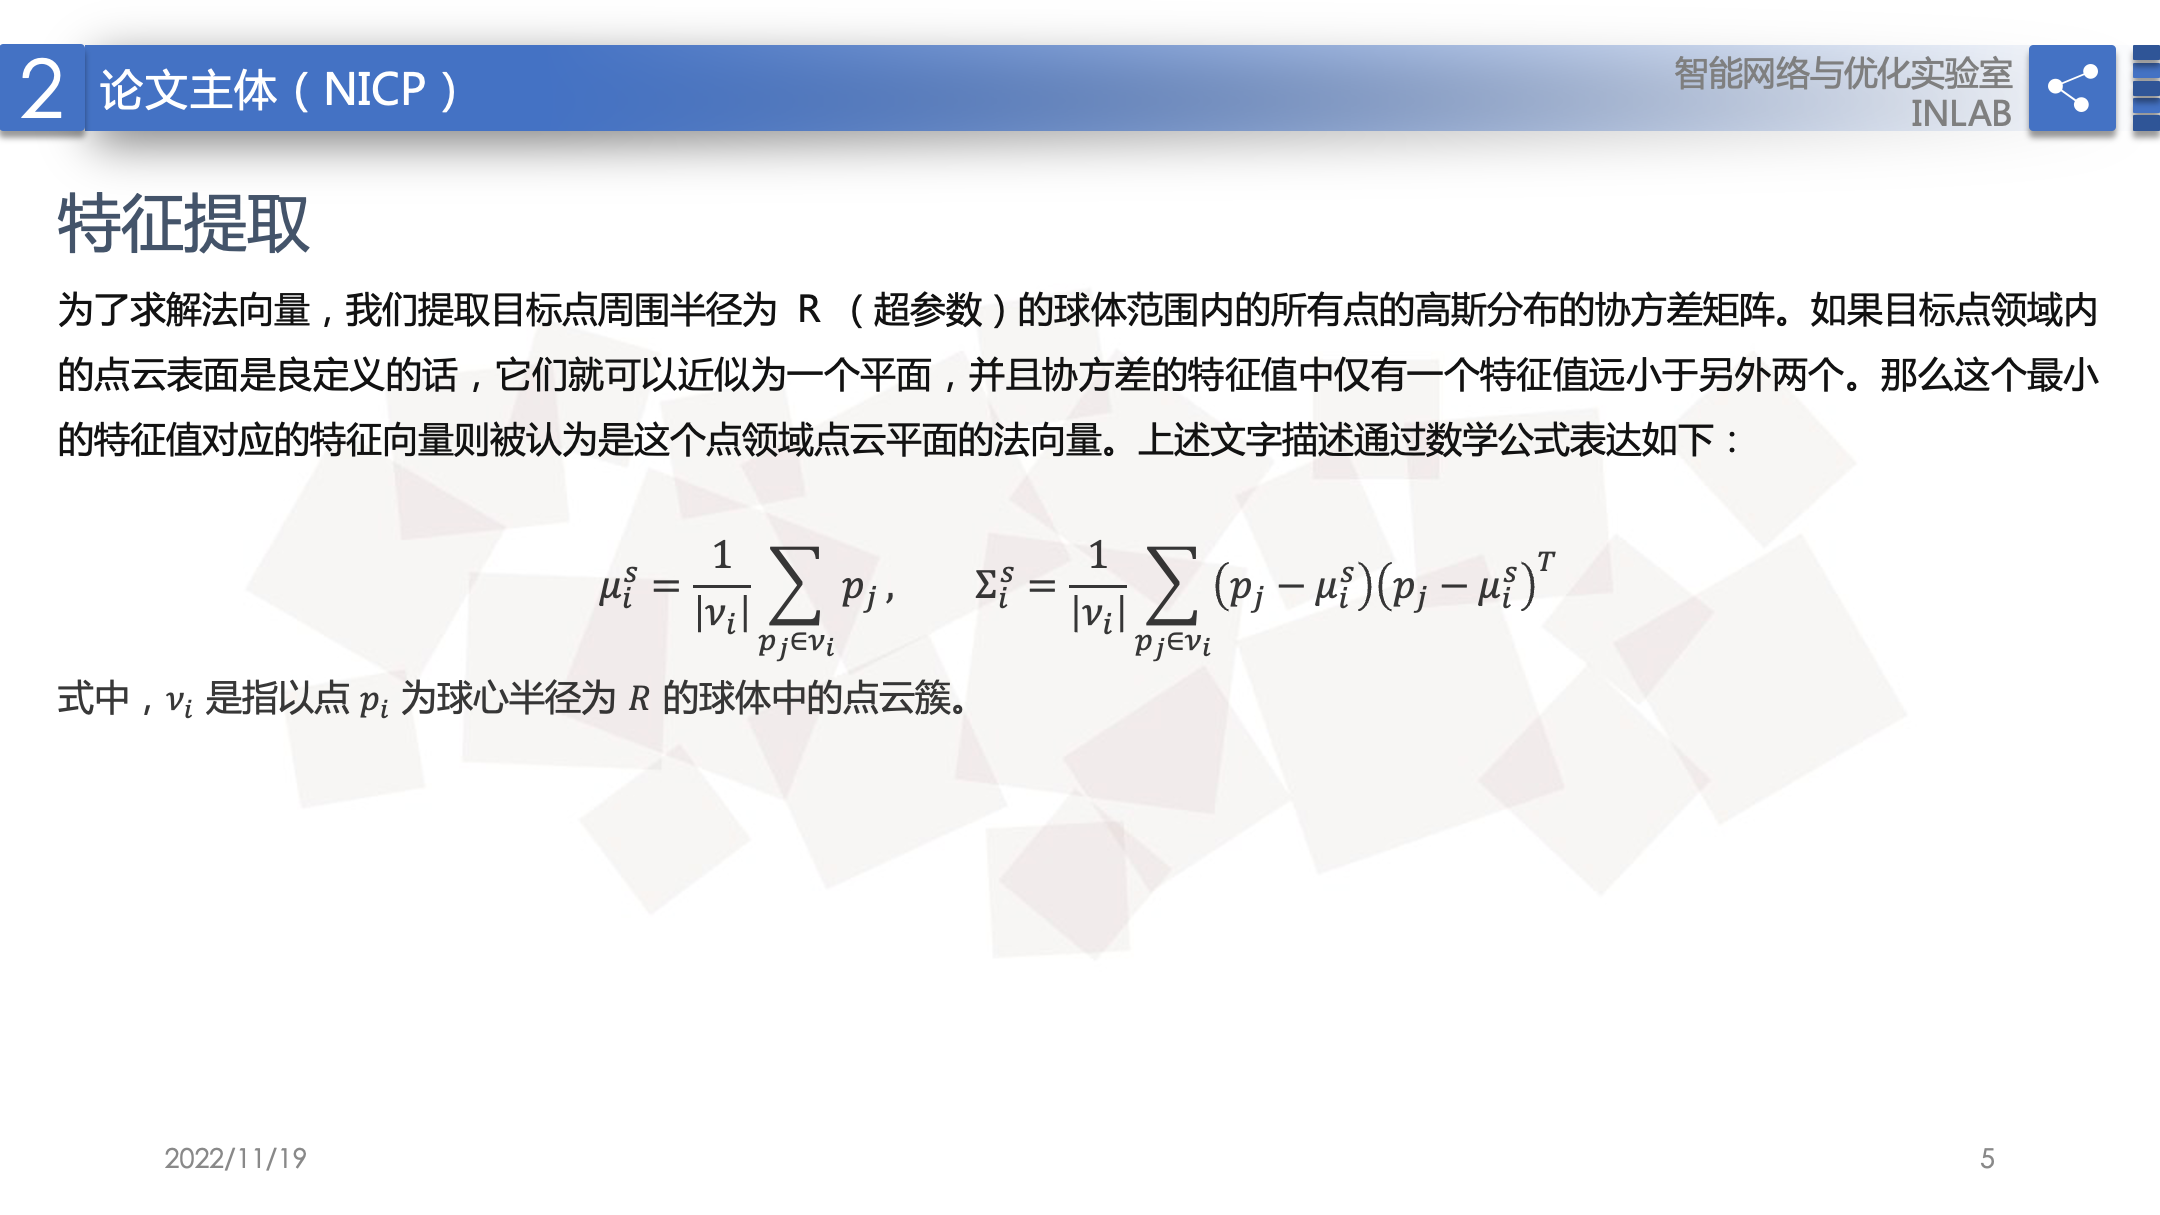 2 论文主体（NICP）
智能网络与优化实验室
INLAB
特征提取
为了求解法向量，我们提取目标点周围半径为 R （超参数）的球体范围内的所有点的高斯分布的协方差矩阵。如果目标点领域内
的点云表面是良定义的话，它们就可以近似为一个平面，并且协方差的特征值中仅有一个特征值远小于另外两个。那么这个最小
的特征值对应的特征向量则被认为是这个点领域点云平面的法向量。上述文字描述通过数学公式表达如下：
$\mu_i^s = \frac{1}{|\nu_i|} \sum_{p_j \in \nu_i} p_j, \quad \Sigma_i^s = \frac{1}{|\nu_i|} \sum_{p_j \in \nu_i} (p_j - \mu_i^s)(p_j - \mu_i^s)^T$
式中，$\nu_i$ 是指以点 $p_i$ 为球心半径为 $R$ 的球体中的点云簇。
2022/11/19
5